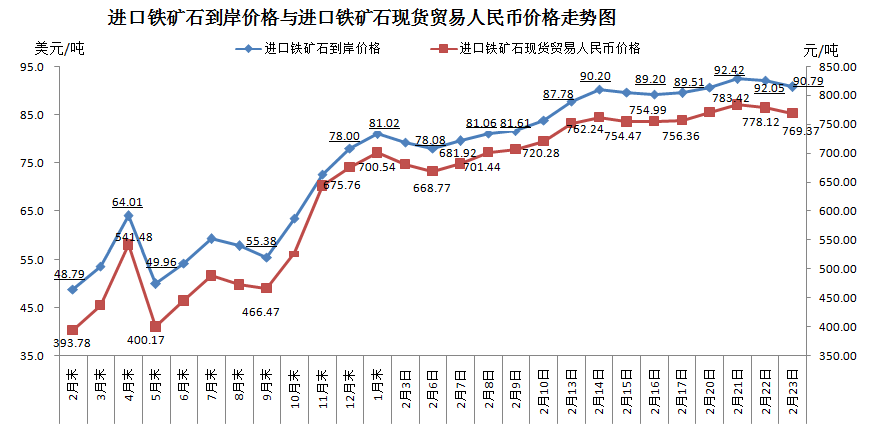 进口铁矿石到岸价格与进口铁矿石现货贸易人民币价格走势图
美元/吨
进口铁矿石到岸价格
进口铁矿石现货贸易人民币价格
元/吨
95.0
85.0
75.0
65.0
55.0
45.0
35.0
850.00
800.00
750.00
700.00
650.00
600.00
550.00
500.00
450.00
400.00
350.00
48.79
64.01
49.96
55.38
78.00
81.02
78.08
81.06
81.61
87.78
90.20
89.20
89.51
92.42
92.05
90.79
393.78
541.48
400.17
466.47
675.76
700.54
668.77
681.92
701.44
720.28
752.24
754.47
754.99
756.36
783.42
778.12
769.37
2月末
3月末
4月末
5月末
6月末
7月末
8月末
9月末
10月末
11月末
12月末
1月末
2月3日
2月6日
2月7日
2月8日
2月9日
2月10日
2月13日
2月14日
2月15日
2月16日
2月17日
2月20日
2月21日
2月22日
2月23日